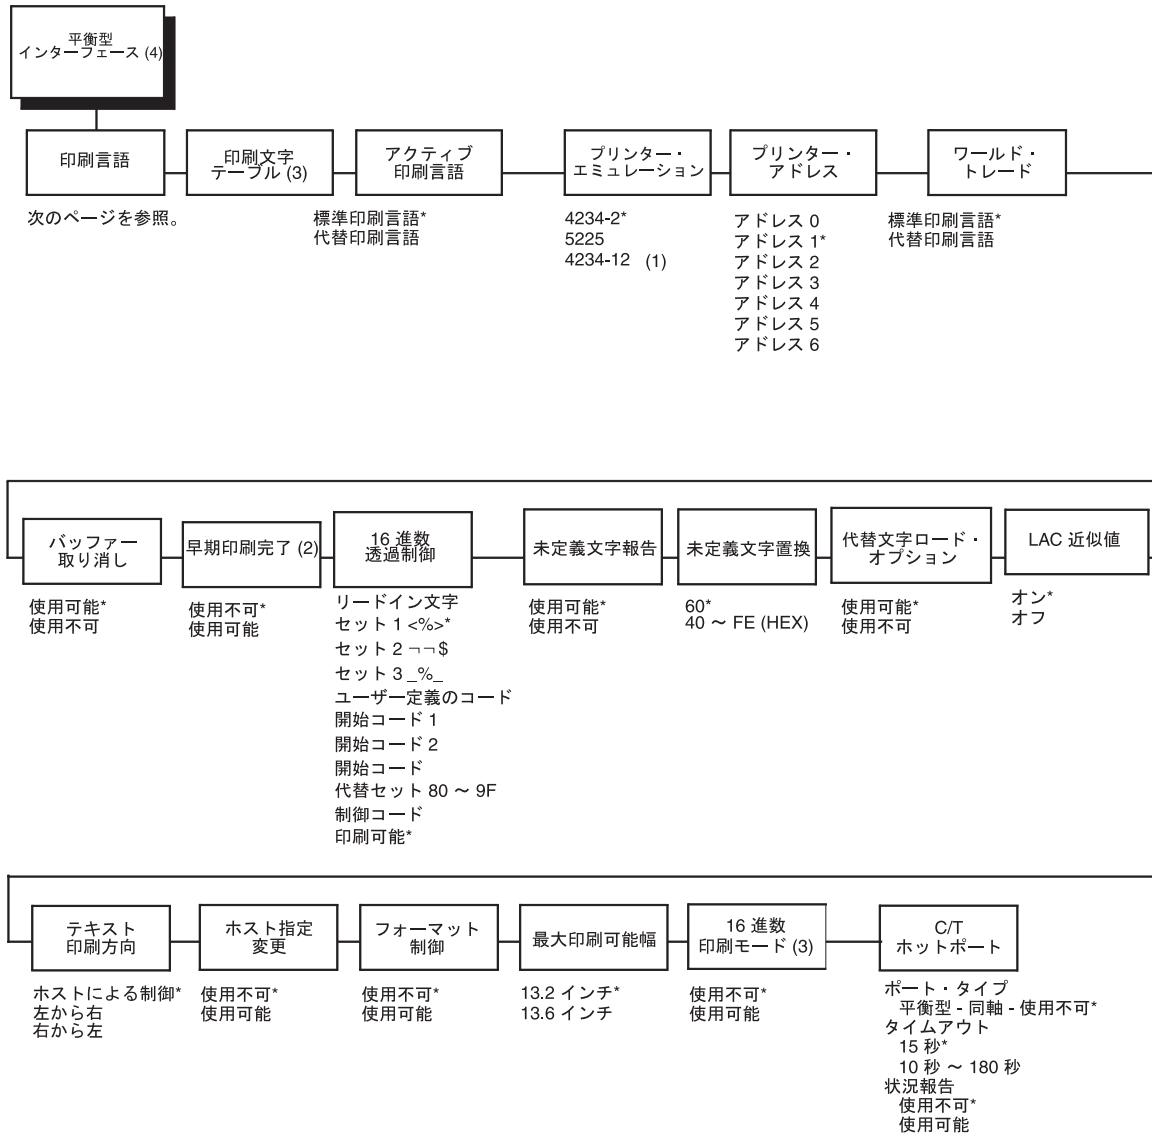 平衡型
インターフェース (4)
印刷言語
次のページを参照。
印刷文字
テーブル (3)
アクティブ
印刷言語
標準印刷言語*
代替印刷言語
プリンター・
エミュレーション
4234-2*
5225
4234-12 (1)
プリンター・
アドレス
アドレス 0
アドレス 1*
アドレス 2
アドレス 3
アドレス 4
アドレス 5
アドレス 6
ワールド・
トレード
標準印刷言語*
代替印刷言語
バッファー
取り消し
使用可能*
使用不可
早期印刷完了 (2)
使用不可*
使用可能
16 進数
透過制御
リードイン文字
セット 1 <%>*
セット 2 ¬¬$
セット 3 _%_
ユーザー定義のコード
開始コード 1
開始コード 2
開始コード
代替セット 80 ～ 9F
制御コード
印刷可能*
未定義文字報告
使用可能*
使用不可
未定義文字置換
60*
40 ～ FE (HEX)
代替文字ロード・
オプション
使用可能*
使用不可
LAC 近似値
オン*
オフ
テキスト
印刷方向
ホストによる制御*
左から右
右から左
ホスト指定
変更
使用不可*
使用可能
フォーマット
制御
使用不可*
使用可能
最大印刷可能幅
13.2 インチ*
13.6 インチ
16 進数
印刷モード (3)
使用不可*
使用可能
C/T
ホットポート
ポート・タイプ
平衡型 - 同軸 - 使用不可*
タイムアウト
15 秒*
10 秒 ～ 180 秒
状況報告
使用不可*
使用可能